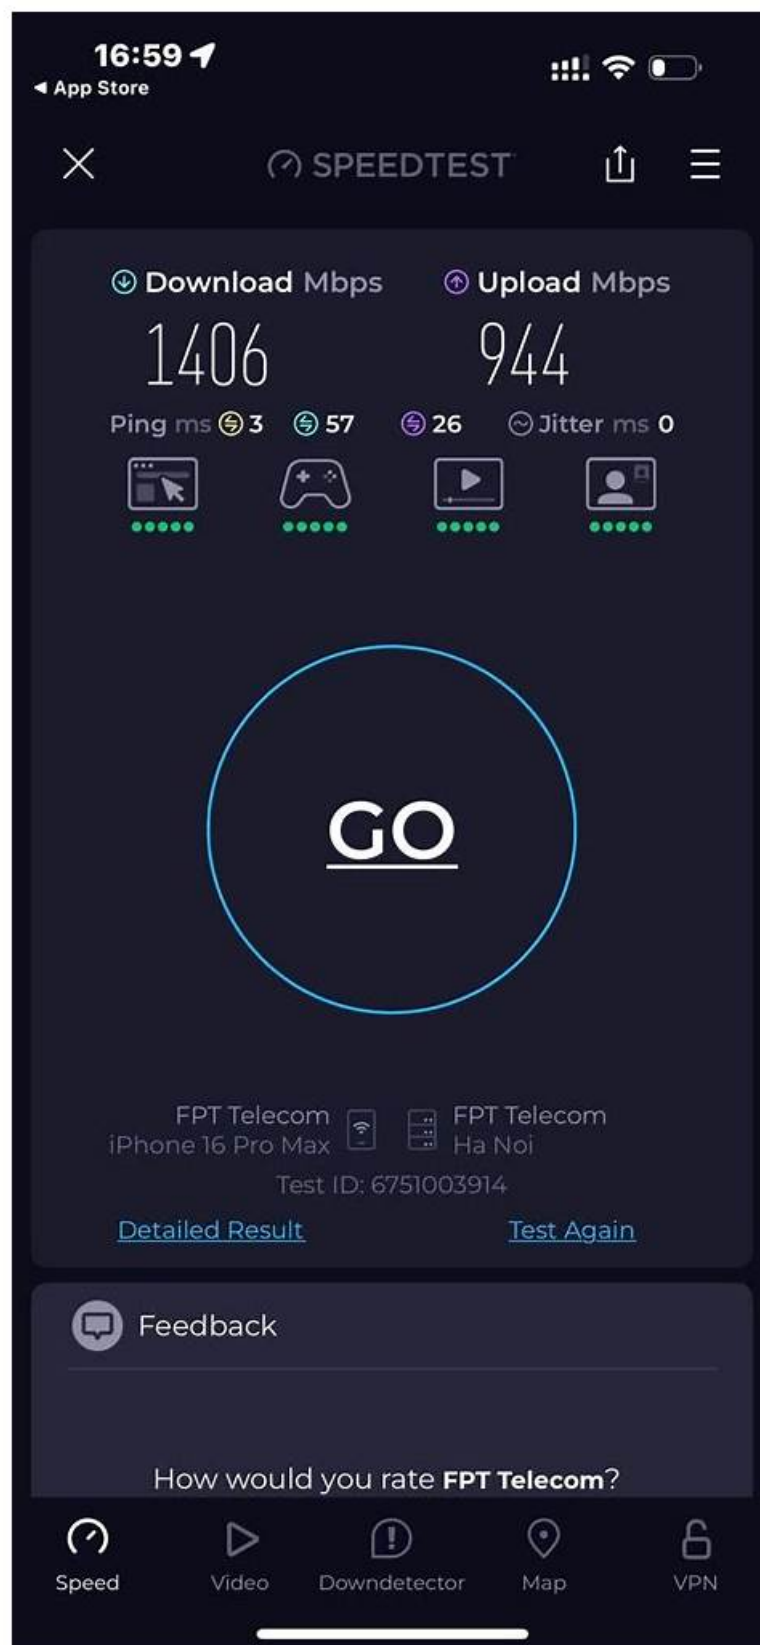 16:59
◀ App Store
SPEEDTEST
Download Mbps
Upload Mbps
1406
944
Ping ms 3 57 26 Jitter ms 0
GO
FPT Telecom
iPhone 16 Pro Max
FPT Telecom
Ha Noi
Test ID: 6751003914
Detailed Result
Test Again
Feedback
How would you rate FPT Telecom?
Speed
Video
Downdetector
Map
VPN